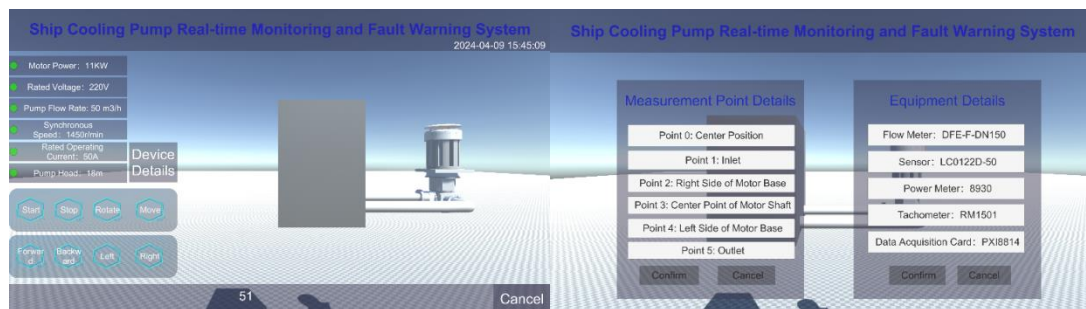 Ship Cooling Pump Real-time Monitoring and Fault Warning System
2024-04-09 15:45:09
Motor Power: 11KW
Rated Voltage: 220V
Pump Flow Rate: 50 m3/h
Synchronous
Speed: 1450r/min
Rated Operating
Current: 50A
Pump Head: 16m
Device
Details
Start
Stop
Rotate
Move
Forwar
d
Backw
ard
Left
Right
51
Cancel
Ship Cooling Pump Real-time Monitoring and Fault Warning System
Measurement Point Details
Point 0: Center Position
Point 1: Inlet
Point 2: Right Side of Motor Base
Point 3: Center Point of Motor Shaft
Point 4: Left Side of Motor Base
Point 5: Outlet
Confirm
Cancel
Equipment Details
Flow Meter: DFE-F-DN150
Sensor: LC0122D-50
Power Meter: 8930
Tachometer: RM1501
Data Acquisition Card: PXI8814
Confirm
Cancel